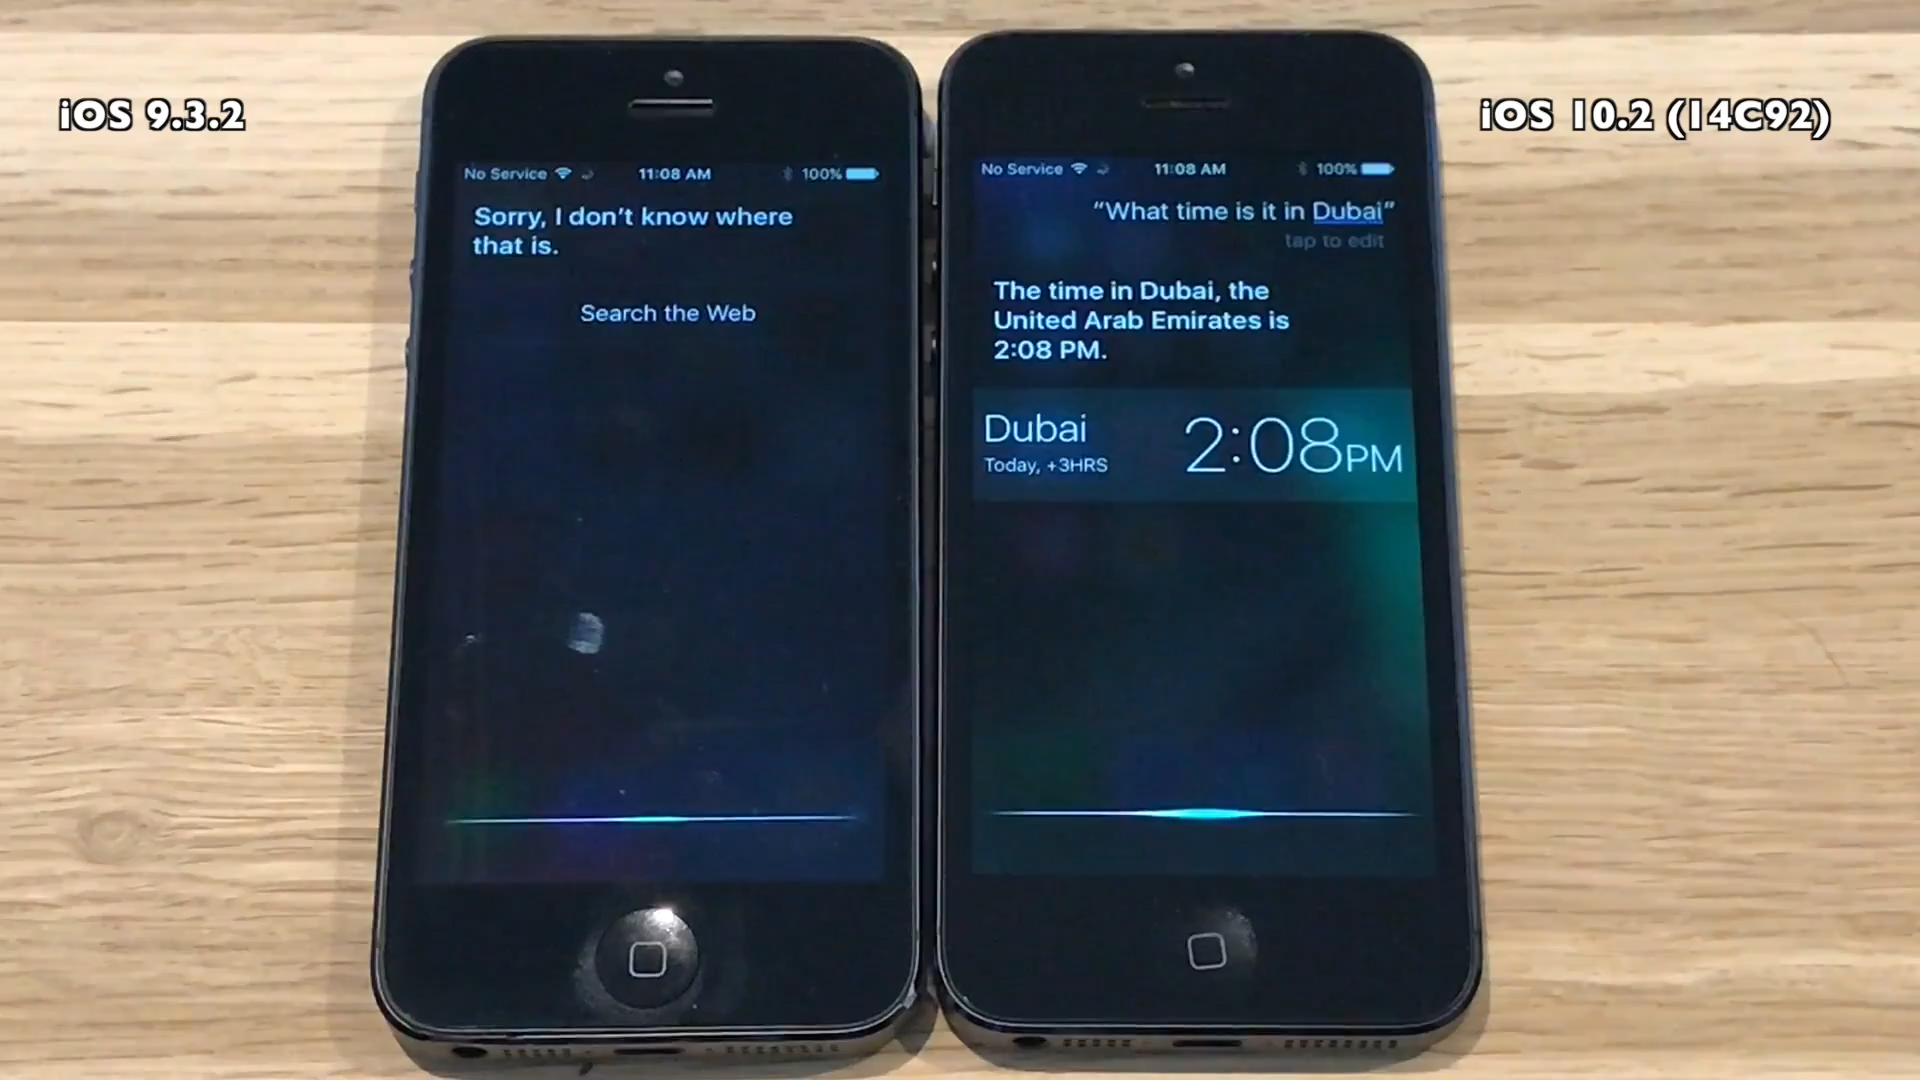 iOS 9.3.2
iOS 10.2 (14C92)
No Service 11:08 AM 100%
Sorry, I don't know where
that is.
Search the Web
No Service 11:08 AM 100%
"What time is it in Dubai"
tap to edit
The time in Dubai, the
United Arab Emirates is
2:08 PM.
Dubai
Today, +3HRS
2:08PM